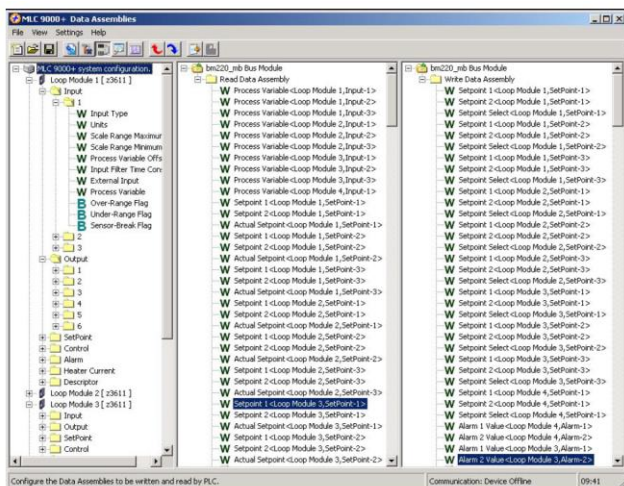 MLC 9000+ Data Assemblies
File View Settings Help
MLC 9000+ system configuration.
Loop Module 1 [ z3611 ]
Input
1
Input Type
Units
Scale Range Maximur
Scale Range Minimum
Process Variable Offs
Input Filter Time Con
External Input
Process Variable
Over-Range Flag
Under-Range Flag
Sensor-Break Flag
2
3
Output
1
2
3
4
5
6
SetPoint
Control
Alarm
Heater Current
Descriptor
Loop Module 2 [ z3611 ]
Loop Module 3 [ z3611 ]
Input
Output
SetPoint
Control
bm220_mb Bus Module
Read Data Assembly
Process Variable<Loop Module 1,Input-1>
Process Variable<Loop Module 1,Input-2>
Process Variable<Loop Module 1,Input-3>
Process Variable<Loop Module 2,Input-1>
Process Variable<Loop Module 2,Input-2>
Process Variable<Loop Module 2,Input-3>
Process Variable<Loop Module 3,Input-1>
Process Variable<Loop Module 3,Input-2>
Process Variable<Loop Module 3,Input-3>
Process Variable<Loop Module 4,Input-1>
Setpoint 1<Loop Module 1,SetPoint-1>
Setpoint 2<Loop Module 1,SetPoint-1>
Actual Setpoint<Loop Module 1,SetPoint-1>
Setpoint 1<Loop Module 1,SetPoint-2>
Setpoint 2<Loop Module 1,SetPoint-2>
Actual Setpoint<Loop Module 1,SetPoint-2>
Setpoint 1<Loop Module 1,SetPoint-3>
Setpoint 2<Loop Module 1,SetPoint-3>
Actual Setpoint<Loop Module 1,SetPoint-3>
Setpoint 1<Loop Module 2,SetPoint-1>
Setpoint 2<Loop Module 2,SetPoint-1>
Actual Setpoint<Loop Module 2,SetPoint-1>
Setpoint 1<Loop Module 2,SetPoint-2>
Setpoint 2<Loop Module 2,SetPoint-2>
Actual Setpoint<Loop Module 2,SetPoint-2>
Setpoint 1<Loop Module 2,SetPoint-3>
Setpoint 2<Loop Module 2,SetPoint-3>
Actual Setpoint<Loop Module 2,SetPoint-3>
Setpoint 1<Loop Module 3,SetPoint-1>
Setpoint 2<Loop Module 3,SetPoint-1>
Actual Setpoint<Loop Module 3,SetPoint-1>
Setpoint 1<Loop Module 3,SetPoint-2>
Setpoint 2<Loop Module 3,SetPoint-2>
Actual Setpoint<Loop Module 3,SetPoint-2>
bm220_mb Bus Module
Write Data Assembly
Setpoint 1<Loop Module 1,SetPoint-1>
Setpoint 2<Loop Module 1,SetPoint-1>
Setpoint Select<Loop Module 1,SetPoint-1>
Setpoint 1<Loop Module 1,SetPoint-2>
Setpoint 2<Loop Module 1,SetPoint-2>
Setpoint Select<Loop Module 1,SetPoint-2>
Setpoint 1<Loop Module 1,SetPoint-3>
Setpoint 2<Loop Module 1,SetPoint-3>
Setpoint 1<Loop Module 2,SetPoint-1>
Setpoint 2<Loop Module 2,SetPoint-1>
Setpoint Select<Loop Module 2,SetPoint-1>
Setpoint 1<Loop Module 2,SetPoint-2>
Setpoint 2<Loop Module 2,SetPoint-2>
Setpoint Select<Loop Module 2,SetPoint-2>
Setpoint 1<Loop Module 2,SetPoint-3>
Setpoint 2<Loop Module 2,SetPoint-3>
Setpoint Select<Loop Module 2,SetPoint-3>
Setpoint 1<Loop Module 3,SetPoint-1>
Setpoint 2<Loop Module 3,SetPoint-1>
Setpoint Select<Loop Module 3,SetPoint-1>
Setpoint 1<Loop Module 3,SetPoint-2>
Setpoint 2<Loop Module 3,SetPoint-2>
Setpoint Select<Loop Module 3,SetPoint-2>
Setpoint 1<Loop Module 3,SetPoint-3>
Setpoint 2<Loop Module 3,SetPoint-3>
Setpoint Select<Loop Module 3,SetPoint-3>
Setpoint 1<Loop Module 4,SetPoint-1>
Setpoint 2<Loop Module 4,SetPoint-1>
Setpoint Select<Loop Module 4,SetPoint-1>
Alarm 1 Value<Loop Module 4,Alarm-1>
Alarm 2 Value<Loop Module 4,Alarm-1>
Alarm 1 Value<Loop Module 3,Alarm-1>
Alarm 2 Value<Loop Module 3,Alarm-2>
Configure the Data Assemblies to be written and read by PLC.
Communication: Device Offline
09:41